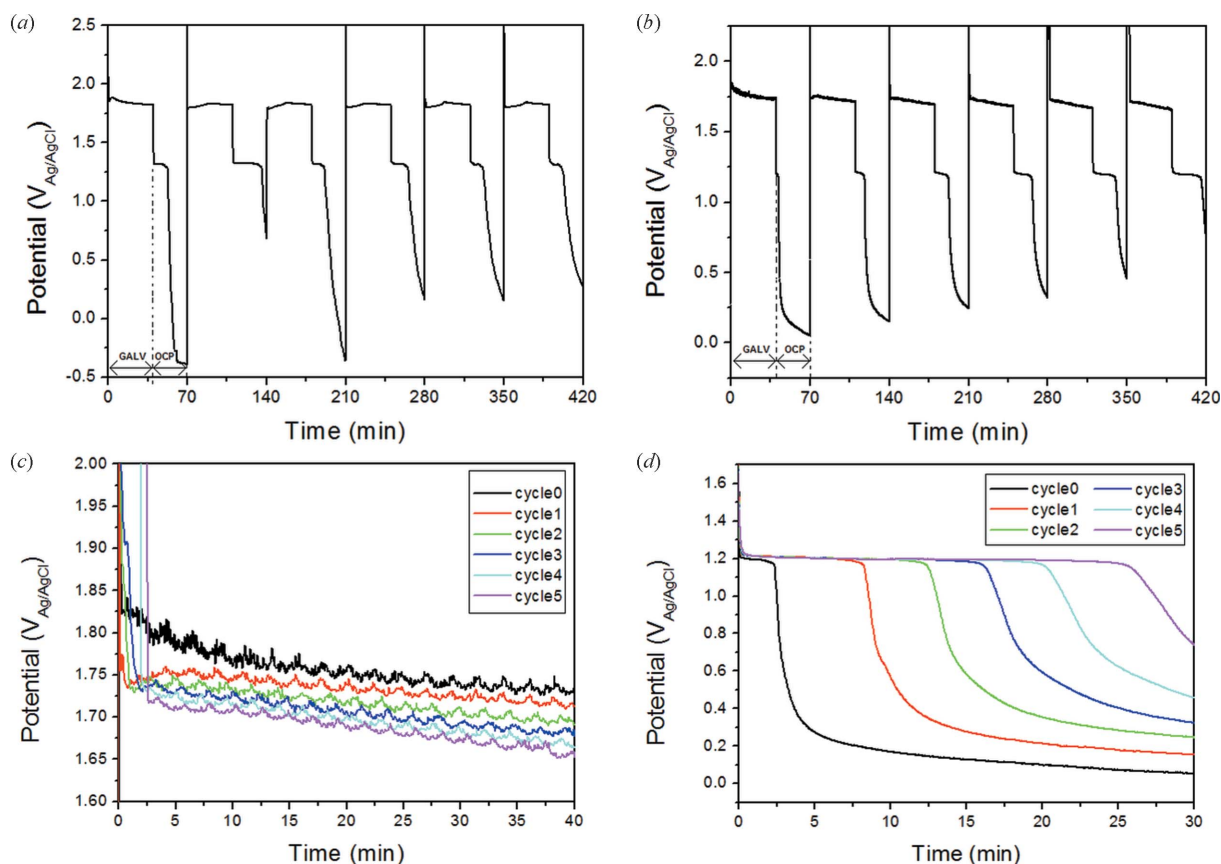 (a)
2.5
2.0
1.5
1.0
0.5
0.0
-0.5
Potential (V Ag/AgCl)
GALV OCP
0 70 140 210 280 350 420
Time (min)
(b)
2.0
1.5
1.0
0.5
0.0
Potential (V Ag/AgCl)
GALV OCP
0 70 140 210 280 350 420
Time (min)
(c)
2.00
1.95
1.90
1.85
1.80
1.75
1.70
1.65
1.60
Potential (V Ag/AgCl)
cycle0
cycle1
cycle2
cycle3
cycle4
cycle5
0 5 10 15 20 25 30 35 40
Time (min)
(d)
1.6
1.4
1.2
1.0
0.8
0.6
0.4
0.2
0.0
Potential (V Ag/AgCl)
cycle0 cycle3
cycle1 cycle4
cycle2 cycle5
0 5 10 15 20 25 30
Time (min)